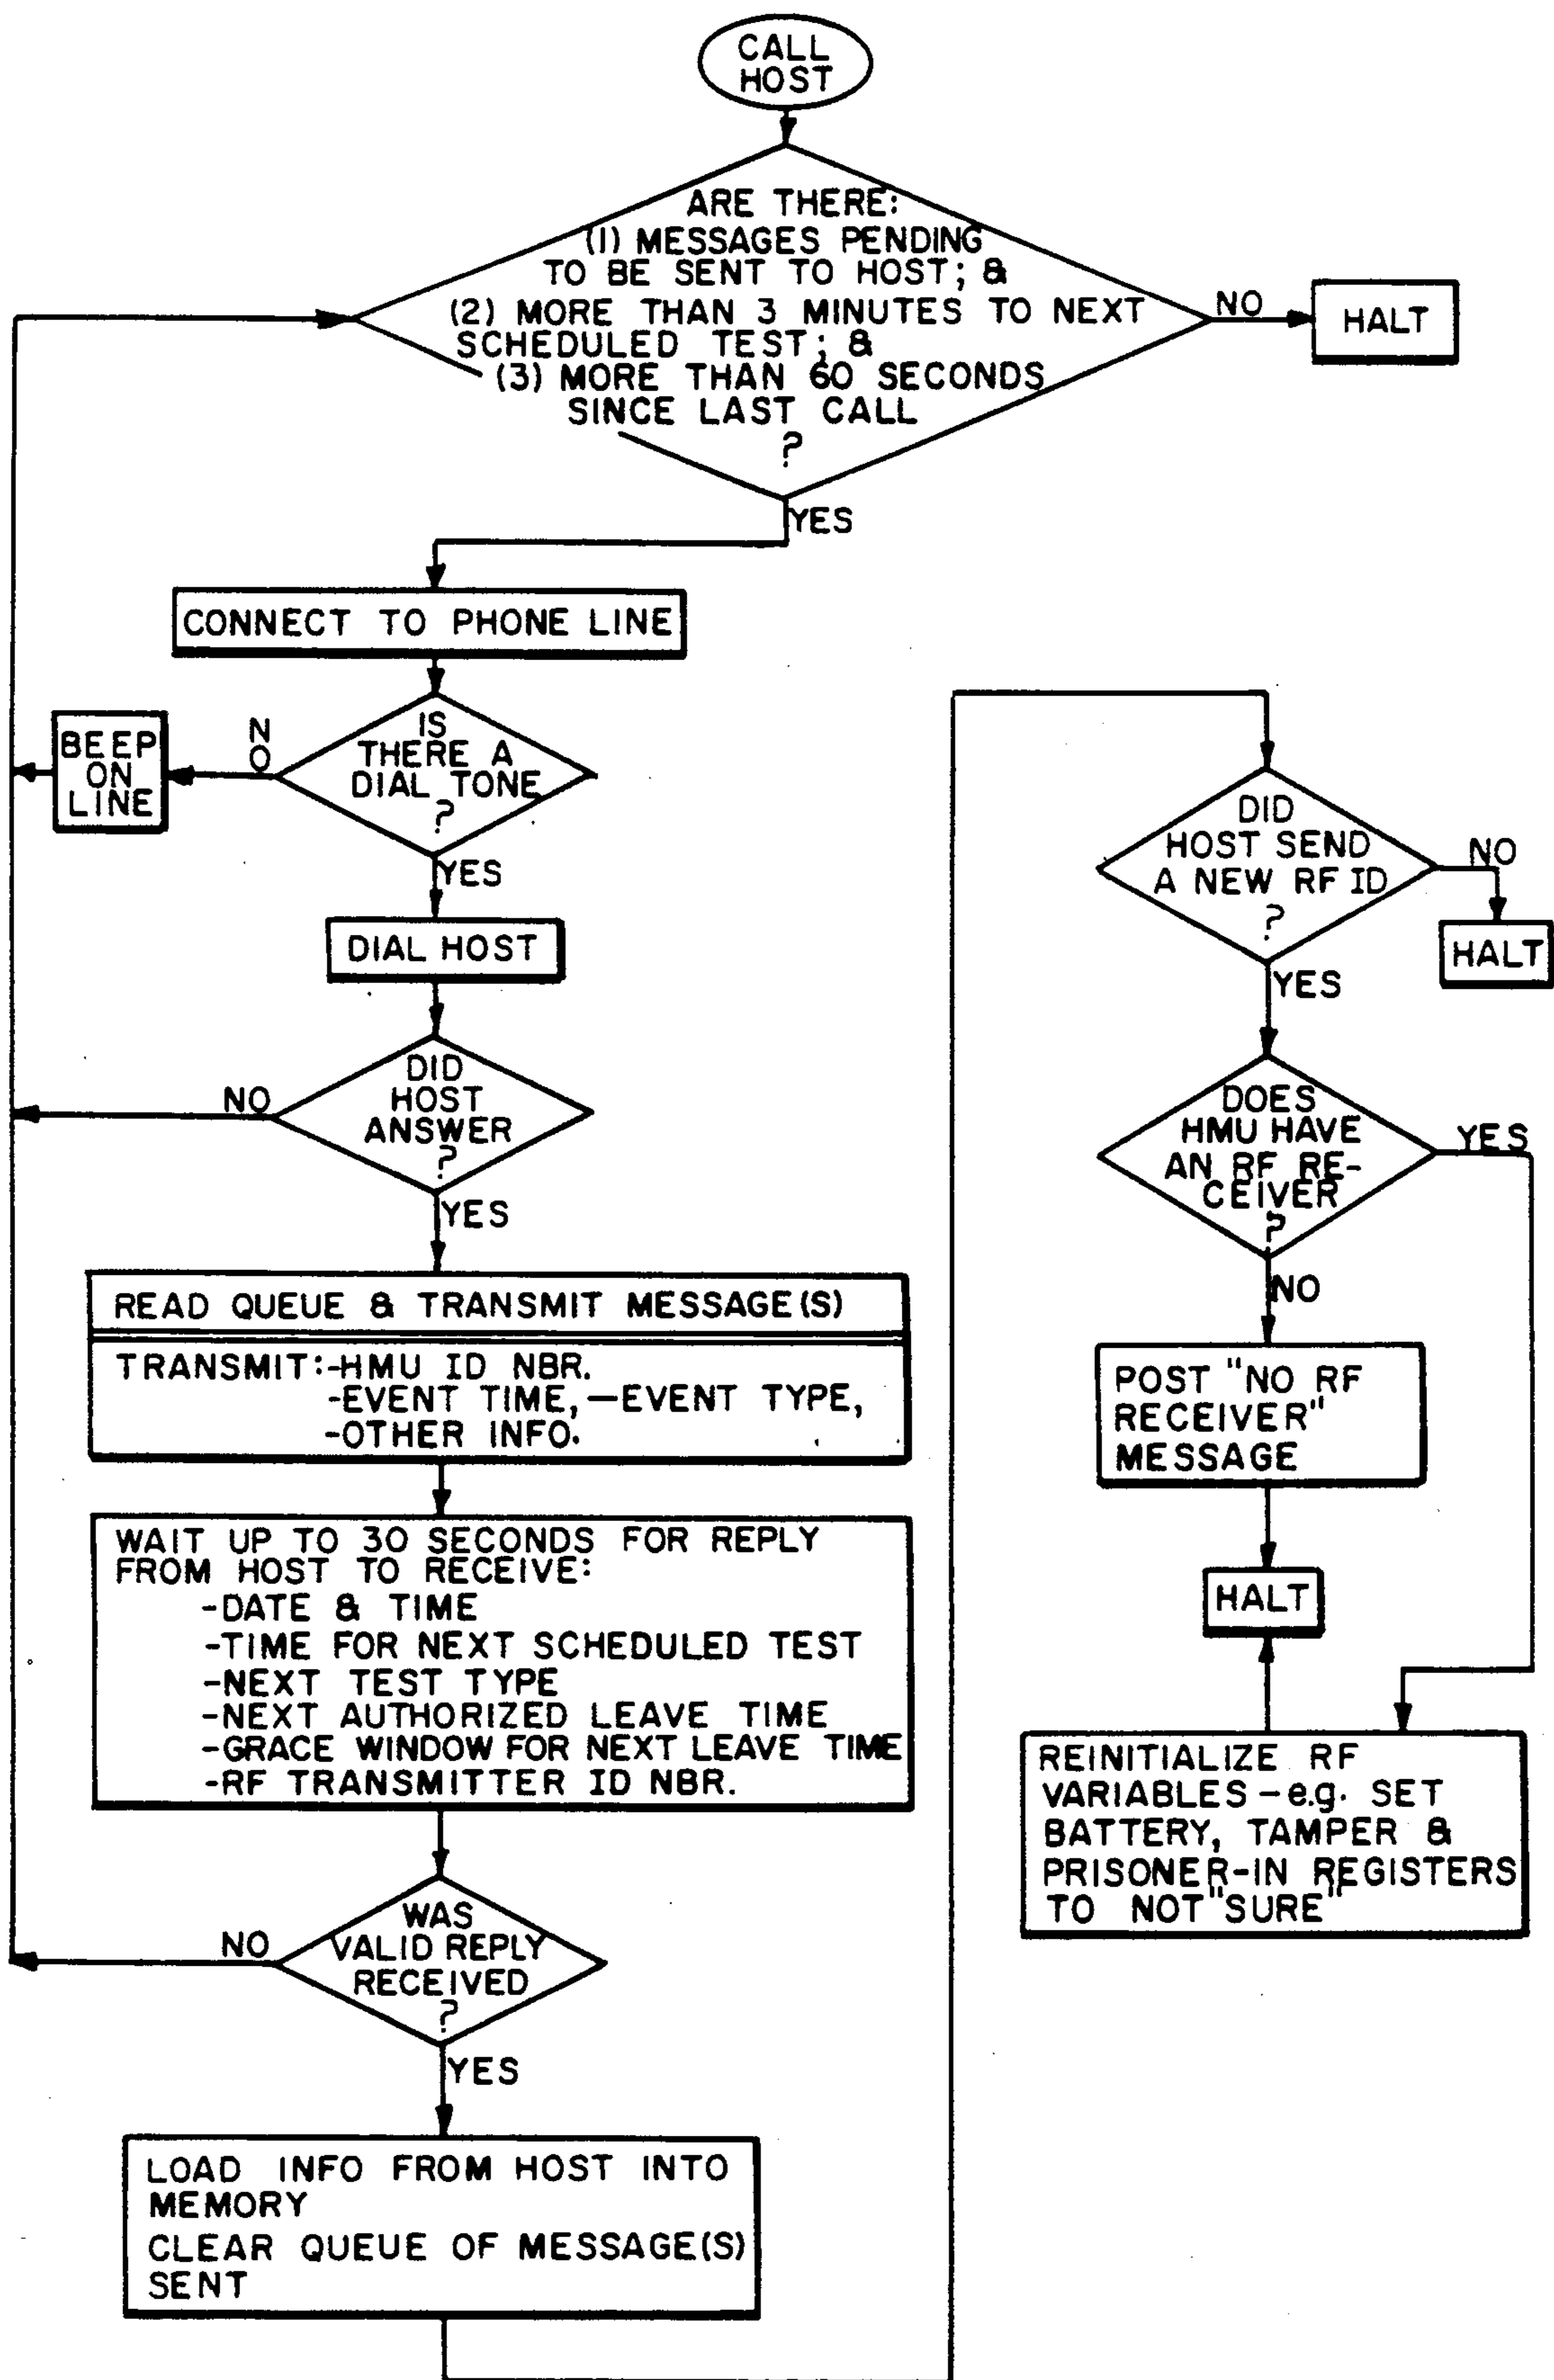 CALL
HOST
ARE THERE:
(1) MESSAGES PENDING
TO BE SENT TO HOST; &
(2) MORE THAN 3 MINUTES TO NEXT
SCHEDULED TEST; &
(3) MORE THAN 60 SECONDS
SINCE LAST CALL
?
NO
HALT
YES
CONNECT TO PHONE LINE
IS
THERE A
DIAL TONE
?
NO
BEEP
ON
LINE
YES
DIAL HOST
DID
HOST
ANSWER
?
NO
YES
READ QUEUE & TRANSMIT MESSAGE(S)
TRANSMIT:-HMU ID NBR.
-EVENT TIME, -EVENT TYPE,
-OTHER INFO.
WAIT UP TO 30 SECONDS FOR REPLY
FROM HOST TO RECEIVE:
-DATE & TIME
-TIME FOR NEXT SCHEDULED TEST
-NEXT TEST TYPE
-NEXT AUTHORIZED LEAVE TIME
-GRACE WINDOW FOR NEXT LEAVE TIME
-RF TRANSMITTER ID NBR.
WAS
VALID REPLY
RECEIVED
?
NO
YES
LOAD INFO FROM HOST INTO
MEMORY
CLEAR QUEUE OF MESSAGE(S)
SENT
DID
HOST SEND
A NEW RF ID
?
NO
HALT
YES
DOES
HMU HAVE
AN RF RE-
CEIVER
?
YES
NO
POST "NO RF
RECEIVER"
MESSAGE
HALT
REINITIALIZE RF
VARIABLES - e.g. SET
BATTERY, TAMPER &
PRISONER-IN REGISTERS
TO NOT "SURE"